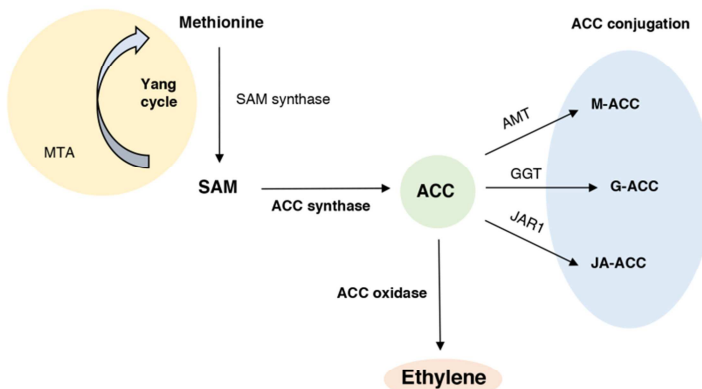 Methionine
ACC conjugation
Yang
cycle
SAM synthase
MTA
SAM
ACC synthase
ACC
AMT
M-ACC
GGT
G-ACC
JAR1
JA-ACC
ACC oxidase
Ethylene